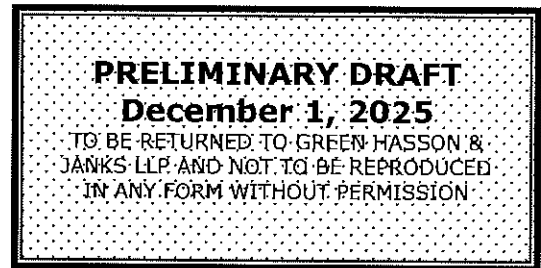 PRELIMINARY DRAFT
December 1, 2025
TO BE RETURNED TO GREEN HASSON &
JANKS LLP AND NOT TO BE REPRODUCED
IN ANY FORM WITHOUT PERMISSION